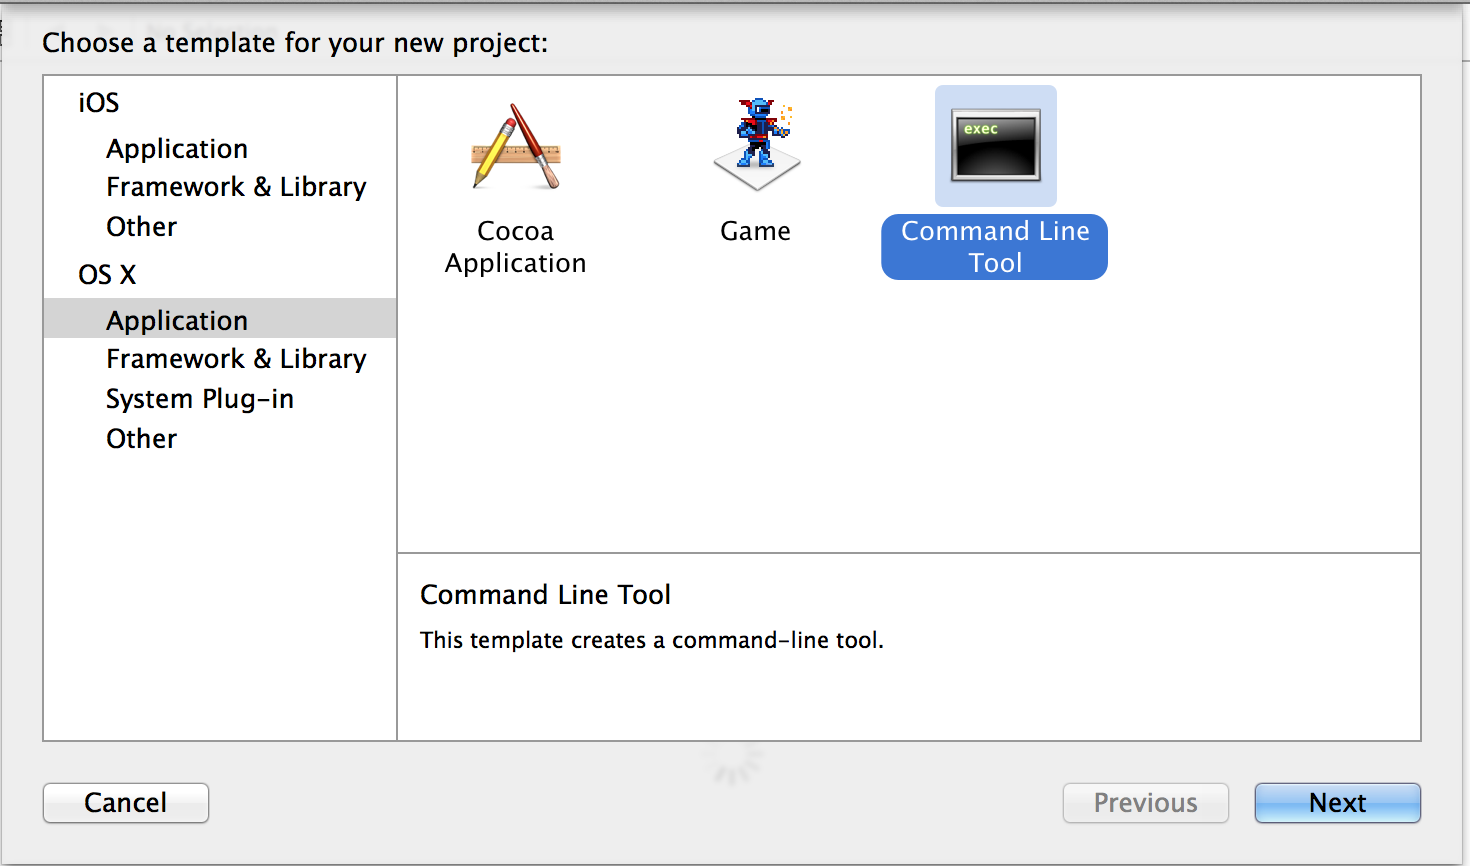 Choose a template for your new project:
iOS
Application
Framework & Library
Other
OS X
Application
Framework & Library
System Plug-in
Other
Cocoa
Application
Game
exec
Command Line
Tool
Command Line Tool
This template creates a command-line tool.
Cancel
Previous
Next